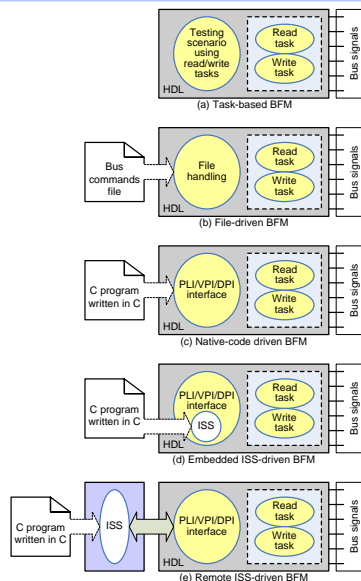 Testing
scenario
using
read/write
tasks
Read
task
Write
task
HDL
Bus signals
(a) Task-based BFM
Bus
commands
file
File
handling
Read
task
Write
task
HDL
Bus signals
(b) File-driven BFM
C program
written in C
PLI/VPI/DPI
interface
Read
task
Write
task
HDL
Bus signals
(c) Native-code driven BFM
C program
written in C
PLI/VPI/DPI
interface
ISS
Read
task
Write
task
HDL
Bus signals
(d) Embedded ISS-driven BFM
C program
written in C
ISS
PLI/VPI/DPI
interface
Read
task
Write
task
HDL
Bus signals
(e) Remote ISS-driven BFM